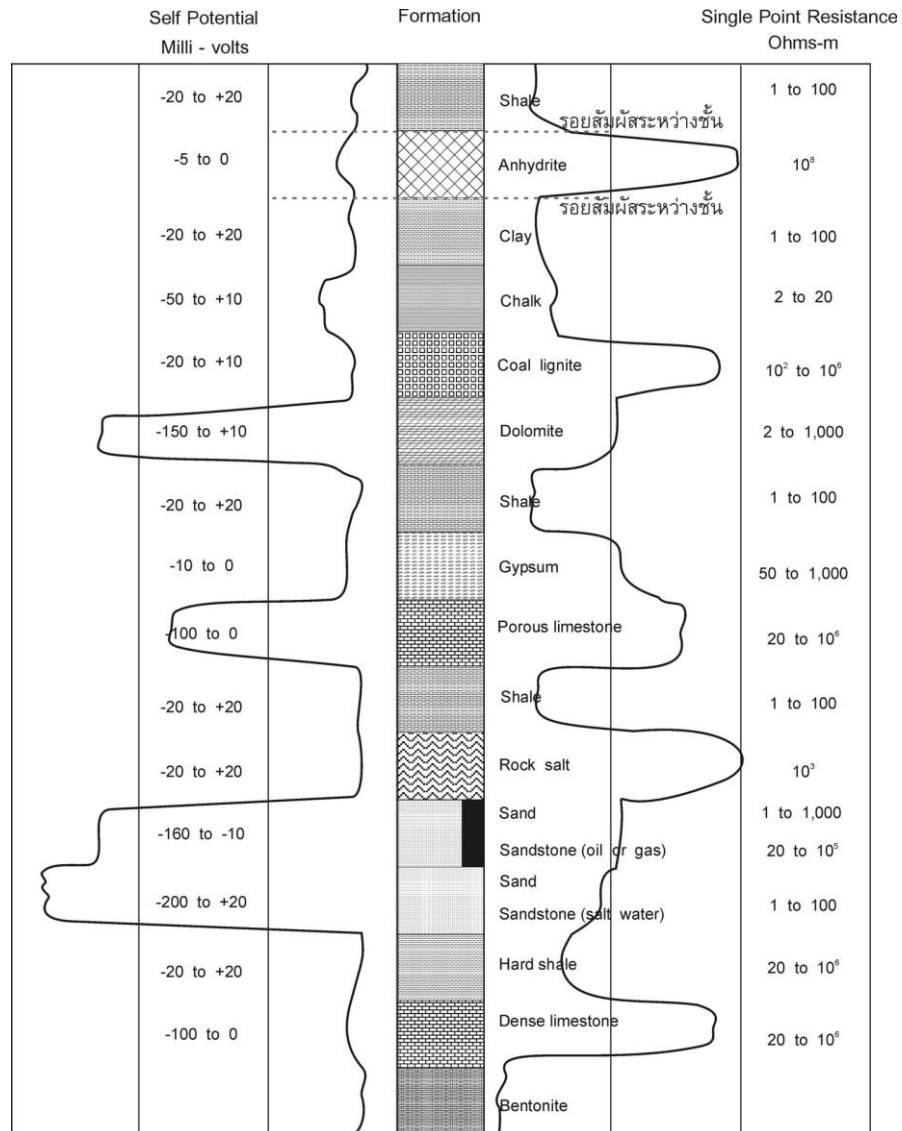 Self Potential Formation Single Point Resistance
Milli - volts Ohms-m
-20 to +20 Shale 1 to 100
รอยสัมผัสระหว่างชั้น
-5 to 0 Anhydrite 10⁸
รอยสัมผัสระหว่างชั้น
-20 to +20 Clay 1 to 100
-50 to +10 Chalk 2 to 20
-20 to +10 Coal lignite 10² to 10⁶
-150 to +10 Dolomite 2 to 1,000
-20 to +20 Shale 1 to 100
-10 to 0 Gypsum 50 to 1,000
-100 to 0 Porous limestone 20 to 10⁶
-20 to +20 Shale 1 to 100
-20 to +20 Rock salt 10³
Sand 1 to 1,000
-160 to -10 Sandstone (oil or gas) 20 to 10⁵
Sand
-200 to +20 Sandstone (salt water) 1 to 100
-20 to +20 Hard shale 20 to 10⁶
-100 to 0 Dense limestone 20 to 10⁶
Bentonite